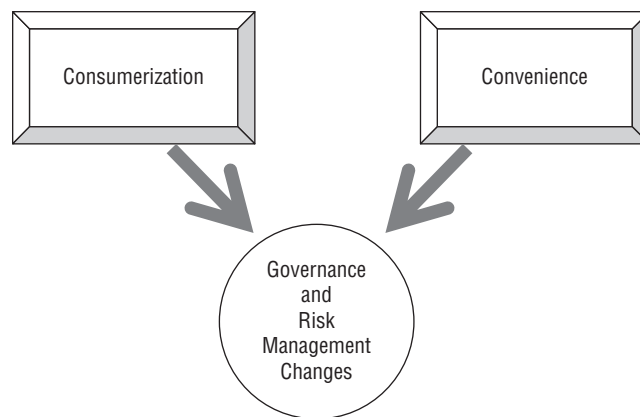 Consumerization
Convenience
Governance
and
Risk
Management
Changes